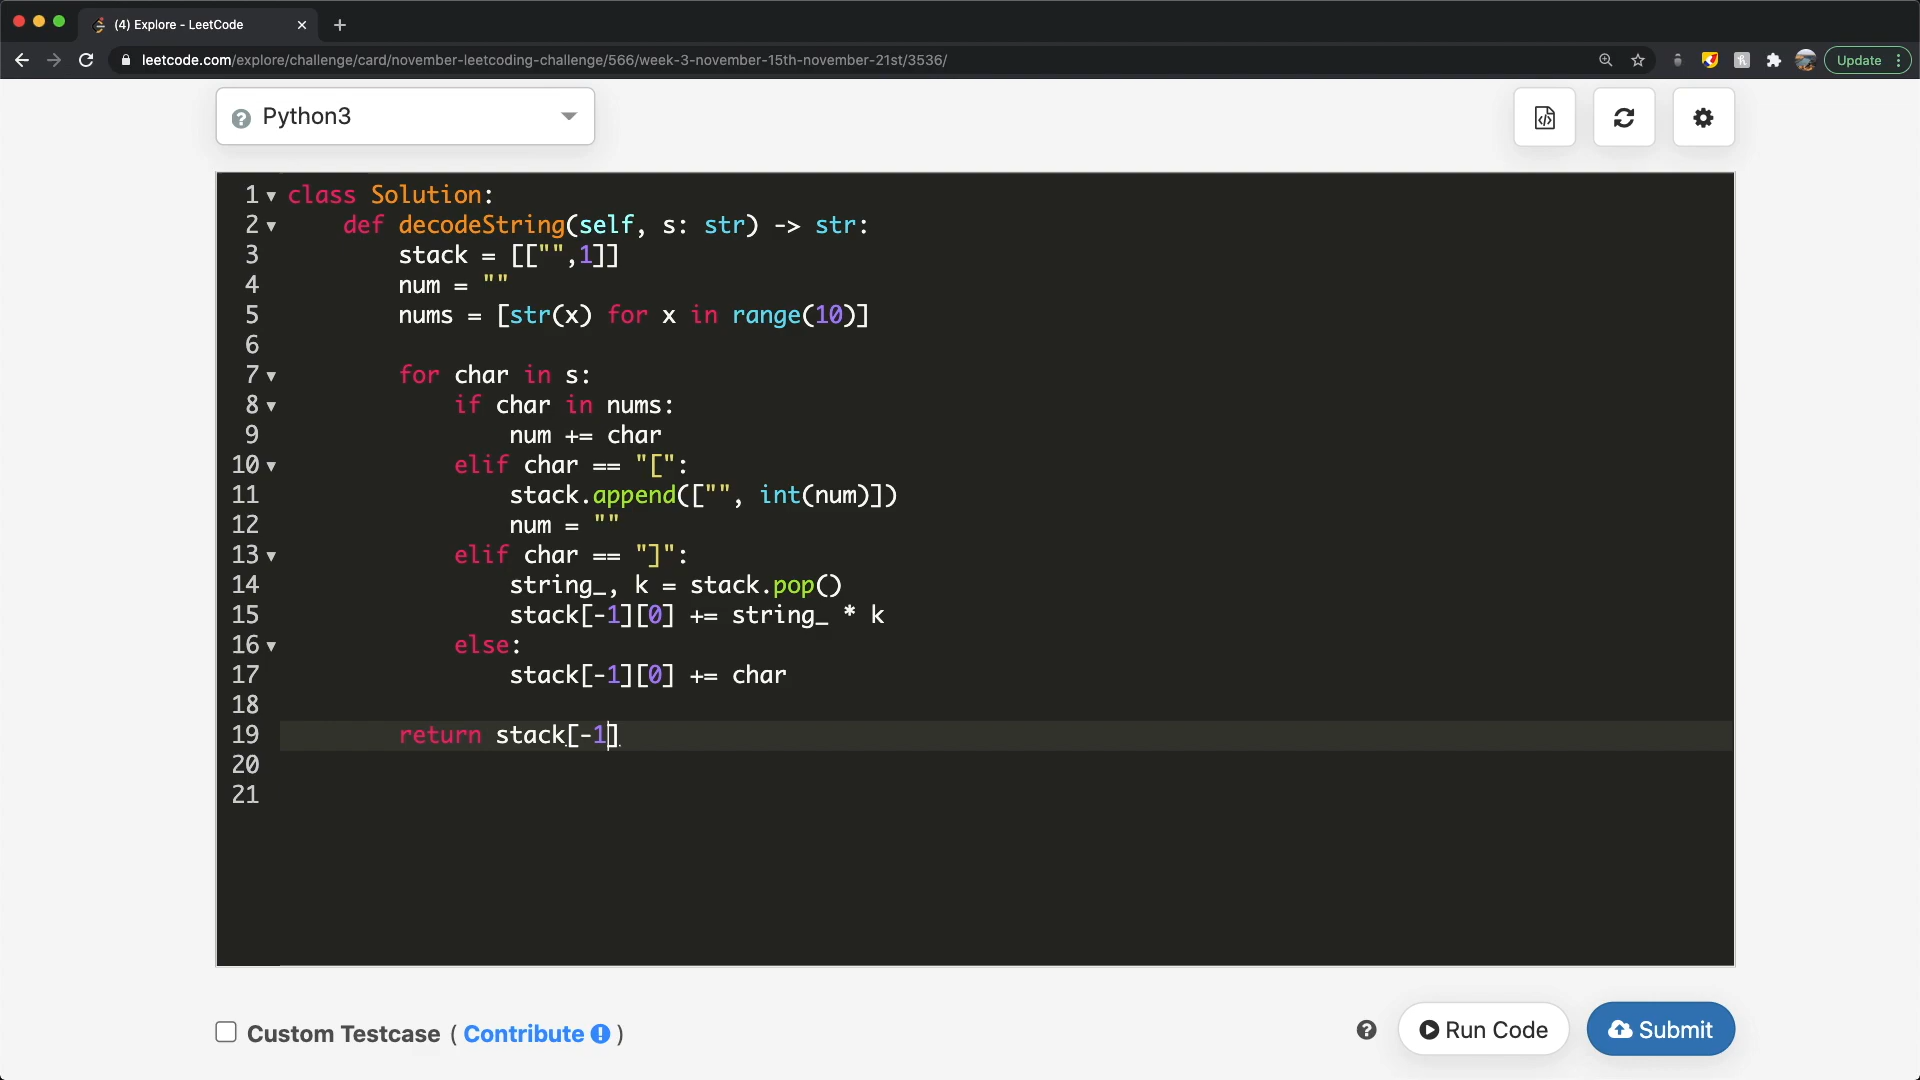 (4) Explore - LeetCode
leetcode.com/explore/challenge/card/november-leetcoding-challenge/566/week-3-november-15th-november-21st/3536/
Update
Python3
1 class Solution:
2 def decodeString(self, s: str) -> str:
3 stack = [["",1]]
4 num = ""
5 nums = [str(x) for x in range(10)]
6
7 for char in s:
8 if char in nums:
9 num += char
10 elif char == "[":
11 stack.append(["", int(num)])
12 num = ""
13 elif char == "]":
14 string_, k = stack.pop()
15 stack[-1][0] += string_ * k
16 else:
17 stack[-1][0] += char
18
19 return stack[-1]
20
21
Custom Testcase ( Contribute )
Run Code
Submit